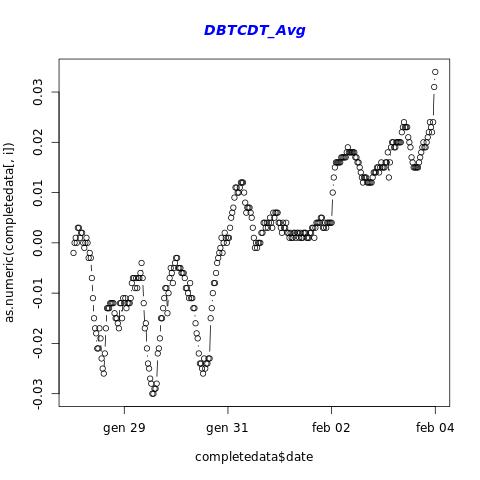 DBTCDT_Avg
as.numeric(completedata[, i])
0.03
0.02
0.01
0.00
-0.01
-0.02
-0.03
gen 29
gen 31
feb 02
feb 04
completedata$date